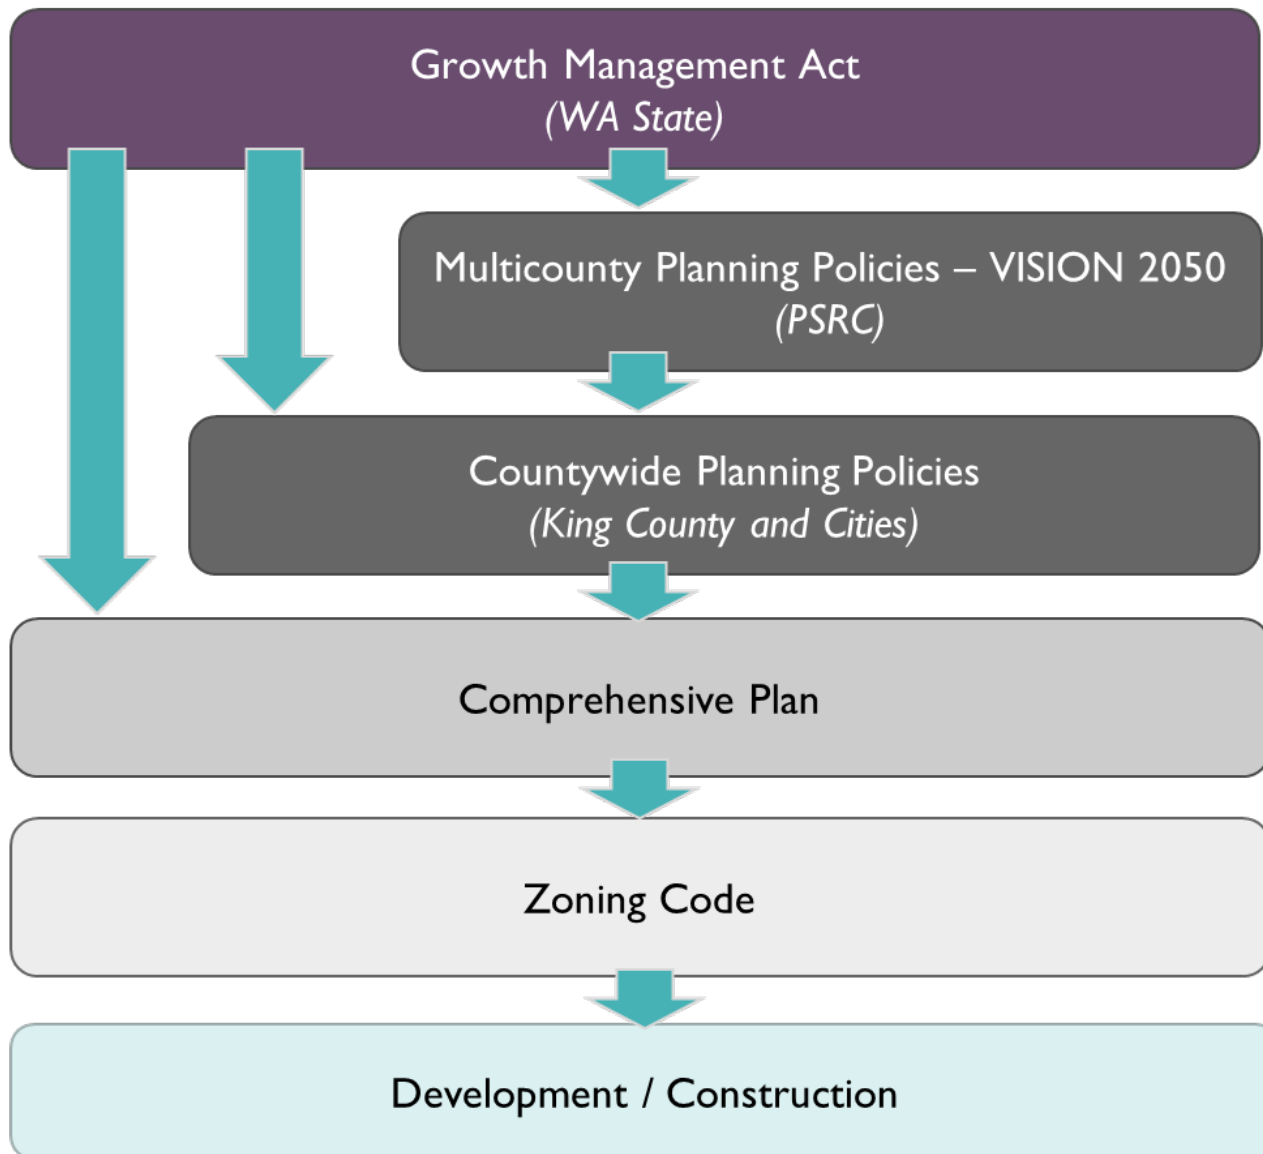 Growth Management Act
(WA State)
Multicounty Planning Policies – VISION 2050
(PSRC)
Countywide Planning Policies
(King County and Cities)
Comprehensive Plan
Zoning Code
Development / Construction